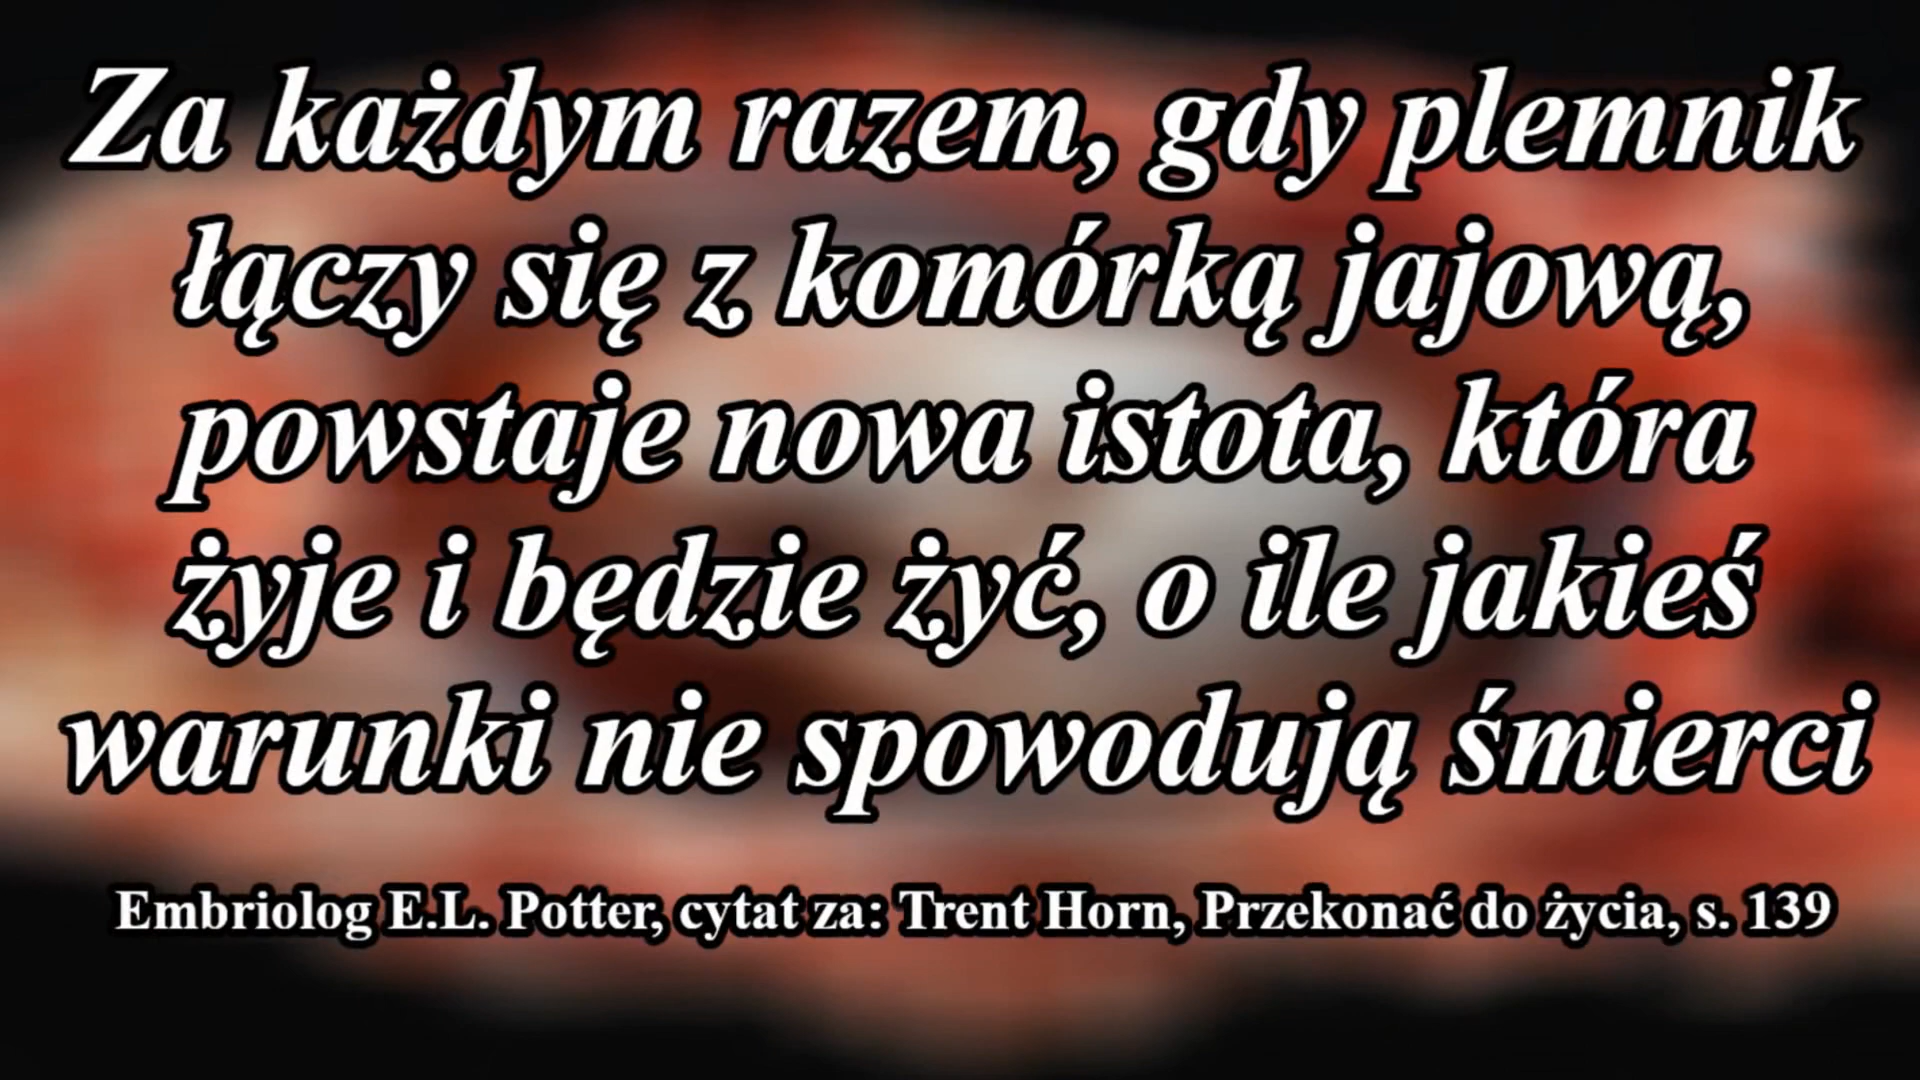 Za każdym razem, gdy plemnik
łączy się z komórką jajową,
powstaje nowa istota, która
żyje i będzie żyć, o ile jakieś
warunki nie spowodują śmierci
Embriolog E.L. Potter, cytat za: Trent Horn, Przekonać do życia, s. 139